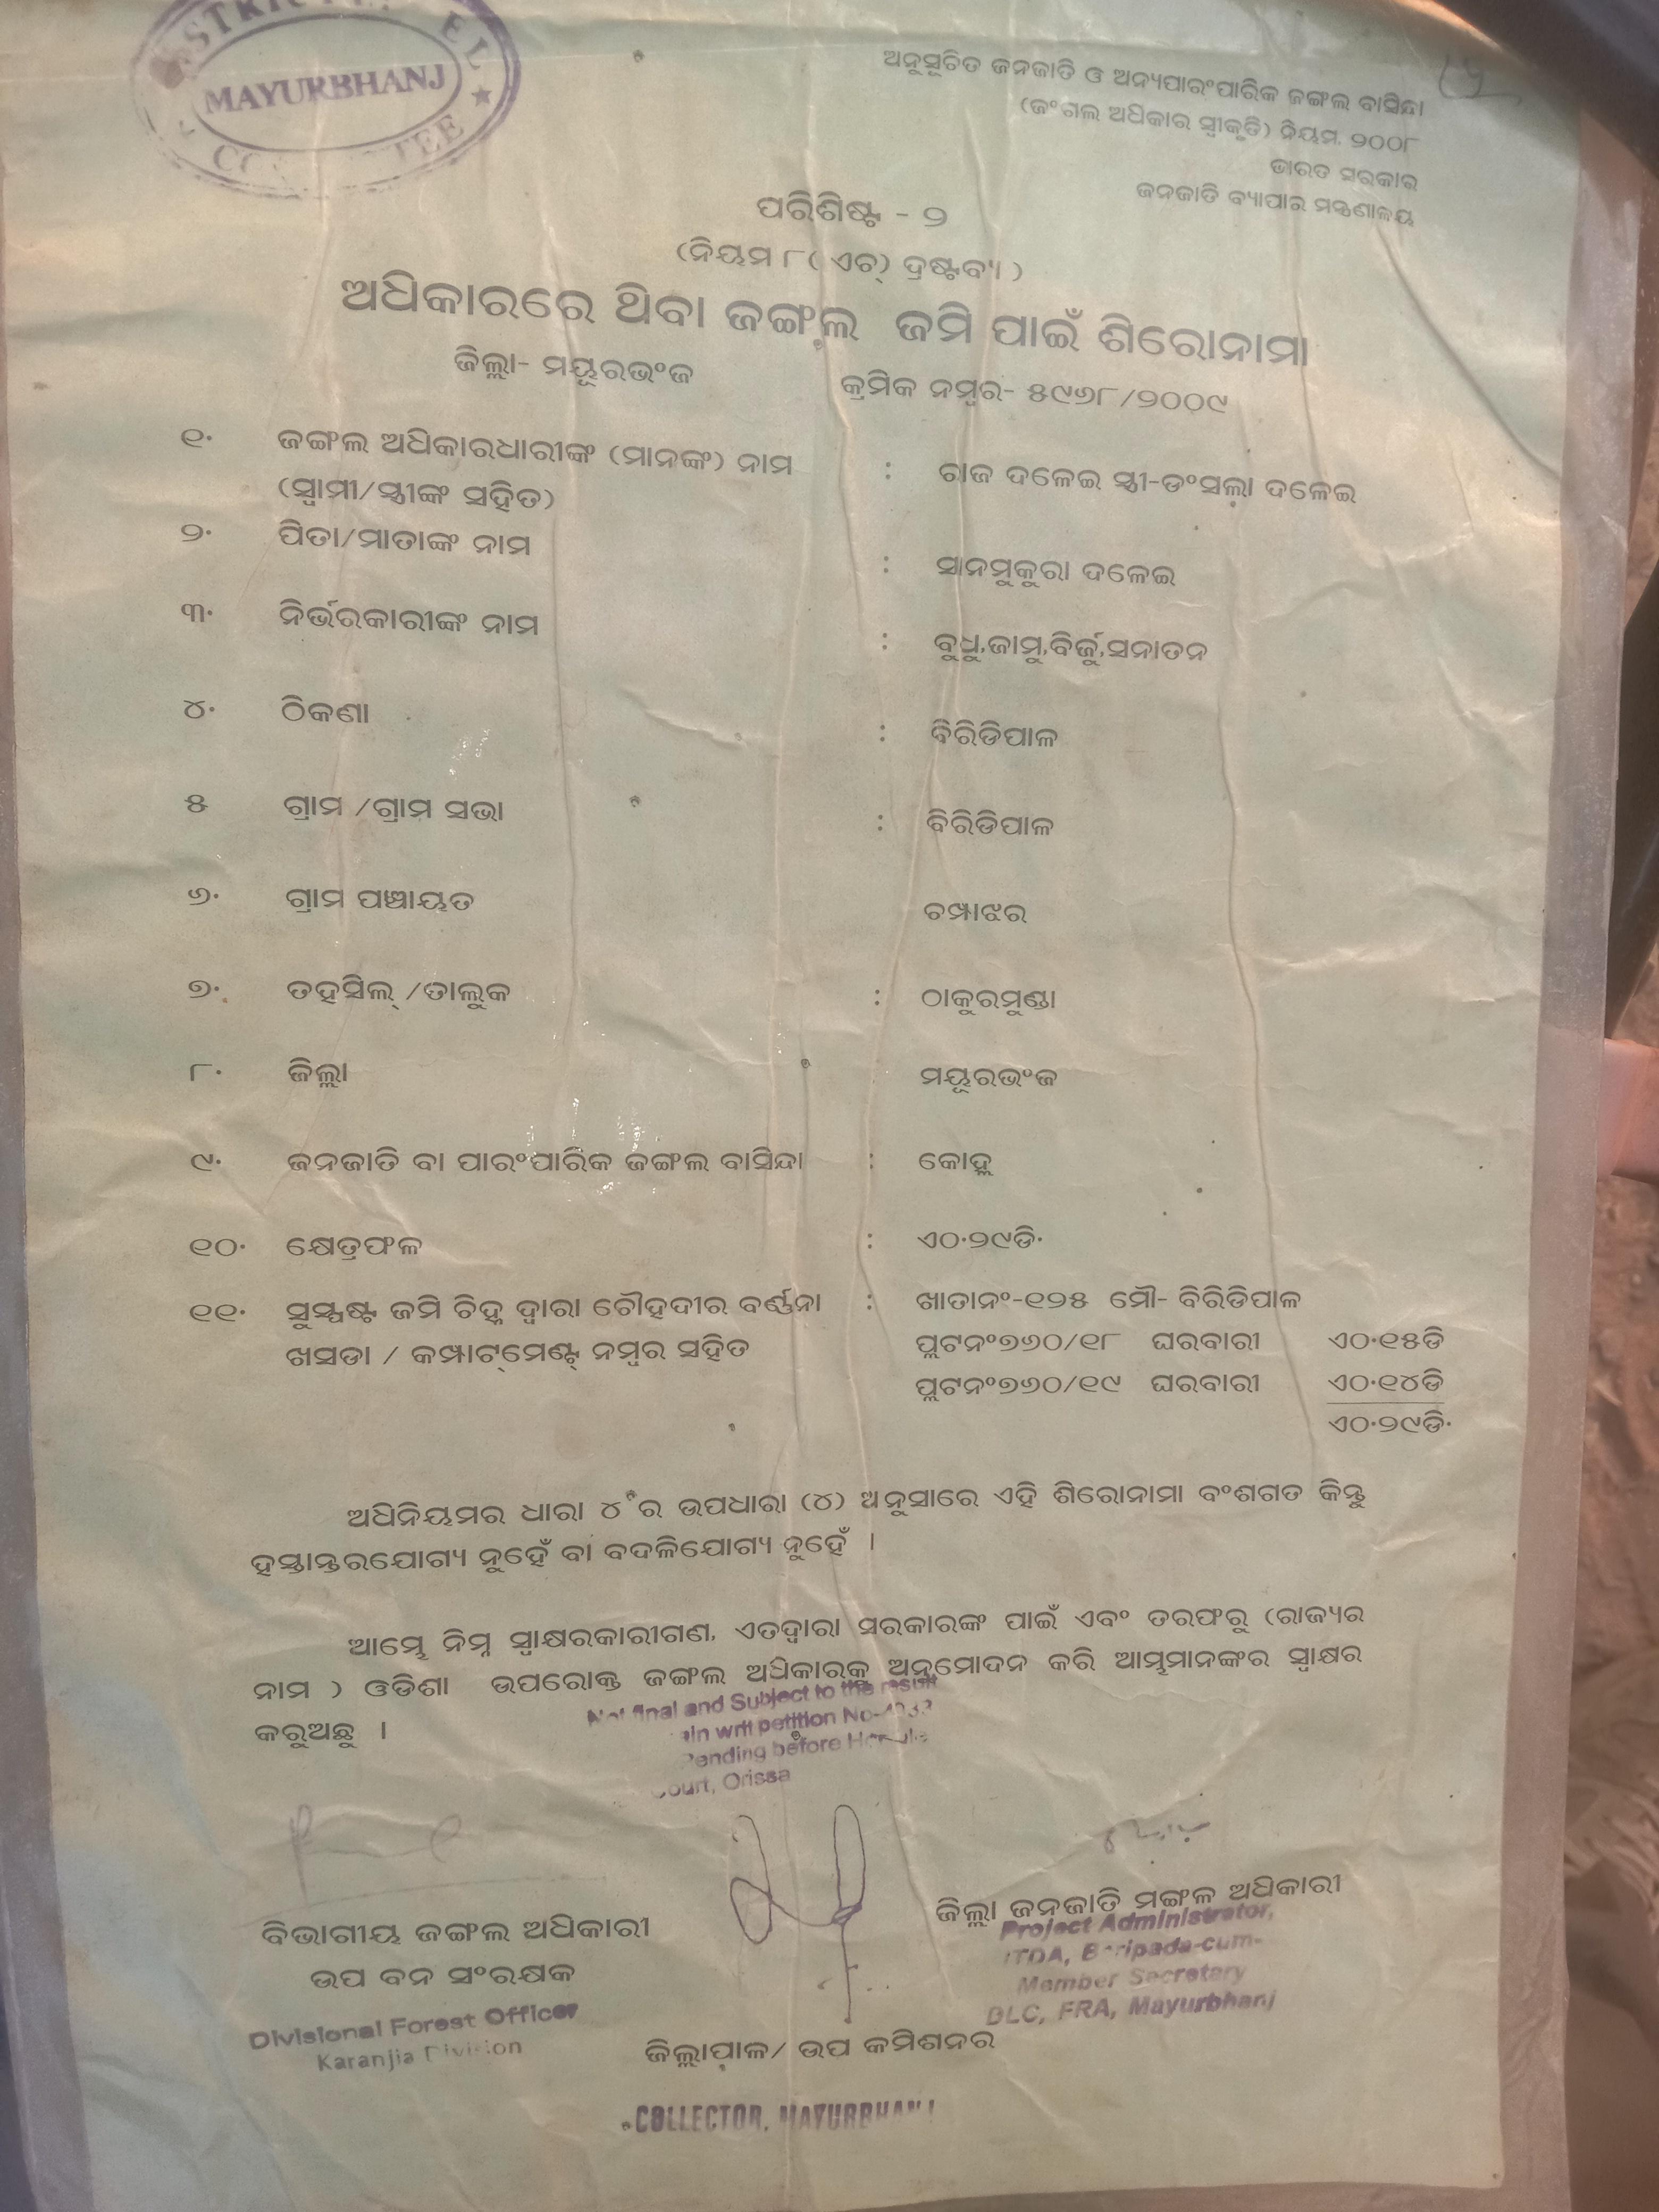 MAYURBHANJ
ଅନୁସୂଚିତ ଜନଜାତି ଓ ଅନ୍ୟପାରଂପାରିକ ଜଙ୍ଗଲ ବାସିନ୍ଦା
(ଜଂଗଲ ଅଧିକାର ସ୍ୱୀକୃତି) ନିୟମ, ୨୦୦୮
ଭାରତ ସରକାର
ଜନଜାତି ବ୍ୟାପାର ମନ୍ତ୍ରଣାଳୟ
ପରିଶିଷ୍ଟ - ୨
(ନିୟମ ୮( ଏଚ୍) ଦ୍ରଷ୍ଟବ୍ୟ )
ଅଧିକାରରେ ଥିବା ଜଙ୍ଗଲ ଜମି ପାଇଁ ଶିରୋନାମା
ଜିଲ୍ଲା- ମୟୂରଭଂଜ କ୍ରମିକ ନମ୍ବର- ୫୯୬୮/୨୦୦୯
୧. ଜଙ୍ଗଲ ଅଧିକାରଧାରୀଙ୍କ (ମାନଙ୍କ) ନାମ : ରାଜ ଦଳେଇ ସ୍ତ୍ରୀ-ଡଂସଲା ଦଳେଇ
(ସ୍ୱାମୀ/ସ୍ତ୍ରୀଙ୍କ ସହିତ)
୨. ପିତା/ମାତାଙ୍କ ନାମ : ସାନମୁକୁରା ଦଳେଇ
୩. ନିର୍ଭରକାରୀଙ୍କ ନାମ : ବୁଧୁ,ଜାମୁ,ବିର୍ଜୁ,ସନାତନ
୪. ଠିକଣା : ବିରିଡିପାଳ
୫ ଗ୍ରାମ /ଗ୍ରାମ ସଭା : ବିରିଡିପାଳ
୬. ଗ୍ରାମ ପଞ୍ଚାୟତ ଚମ୍ପାଝର
୭. ତହସିଲ୍ /ତାଲୁକ : ଠାକୁରମୁଣ୍ଡା
୮. ଜିଲ୍ଲା ମୟୂରଭଂଜ
୯. ଜନଜାତି ବା ପାରଂପାରିକ ଜଙ୍ଗଲ ବାସିନ୍ଦା : କୋହ୍ଲ
୧୦. କ୍ଷେତ୍ରଫଳ : ଏ୦.୨୯ଡି.
୧୧. ସୁସ୍ପଷ୍ଟ ଜମି ଚିହ୍ନ ଦ୍ୱାରା ଚୌହଦୀର ବର୍ଣ୍ଣନା : ଖାତାନଂ-୧୨୫ ମୌ- ବିରିଡିପାଳ
ଖସଡା / କମ୍ପାଟ୍‌ମେଣ୍ଟ୍ ନମ୍ବର ସହିତ ପ୍ଲଟନଂ୭୬୦/୧୮ ଘରବାରୀ ଏ୦.୧୫ଡି
ପ୍ଲଟନଂ୭୬୦/୧୯ ଘରବାରୀ ଏ୦.୧୪ଡି
ଏ୦.୨୯ଡି.
ଅଧିନିୟମର ଧାରା ୪ ର ଉପଧାରା (୪) ଅନୁସାରେ ଏହି ଶିରୋନାମା ବଂଶଗତ କିନ୍ତୁ
ହସ୍ତାନ୍ତରଯୋଗ୍ୟ ନୁହେଁ ବା ବଦଳିଯୋଗ୍ୟ ନୁହେଁ ।
ଆମ୍ଭେ ନିମ୍ନ ସ୍ୱାକ୍ଷରକାରୀଗଣ, ଏତଦ୍ୱାରା ସରକାରଙ୍କ ପାଇଁ ଏବଂ ତରଫରୁ (ରାଜ୍ୟର
ନାମ ) ଓଡିଶା ଉପରୋକ୍ତ ଜଙ୍ଗଲ ଅଧିକାରକୁ ଅନୁମୋଦନ କରି ଆମ୍ଭମାନଙ୍କର ସ୍ୱାକ୍ଷର
କରୁଅଛୁ ।
Not final and Subject to the result
in writ petition No-
Pending before
Court, Orissa
ବିଭାଗୀୟ ଜଙ୍ଗଲ ଅଧିକାରୀ
ଉପ ବନ ସଂରକ୍ଷକ
Divisional Forest Officer
Karanjia Division
ଜିଲ୍ଲା ଜନଜାତି ମଙ୍ଗଳ ଅଧିକାରୀ
Project Administrator,
ITDA, Baripada-cum-
Member Secretary
DLC, FRA, Mayurbhanj
ଜିଲ୍ଲାପାଳ/ ଉପ କମିଶନର
COLLECTOR, MAYURBHANJ